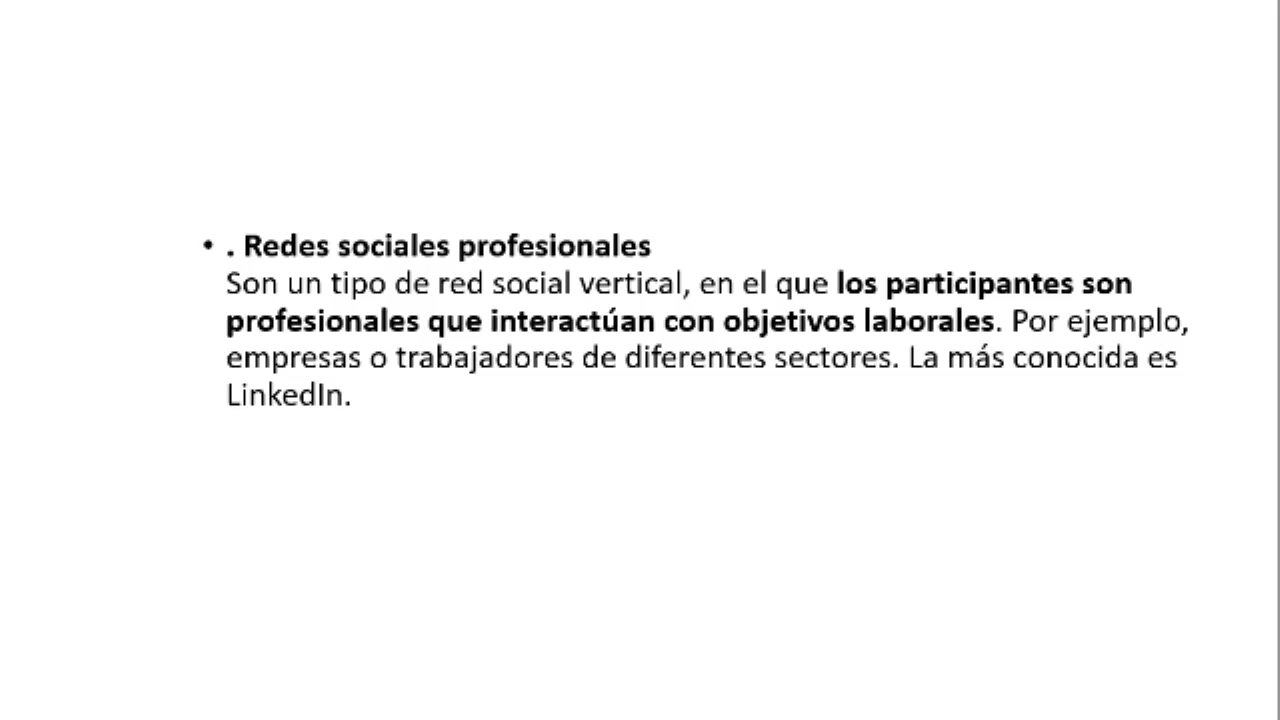 • . Redes sociales profesionales
Son un tipo de red social vertical, en el que los participantes son
profesionales que interactúan con objetivos laborales. Por ejemplo,
empresas o trabajadores de diferentes sectores. La más conocida es
LinkedIn.